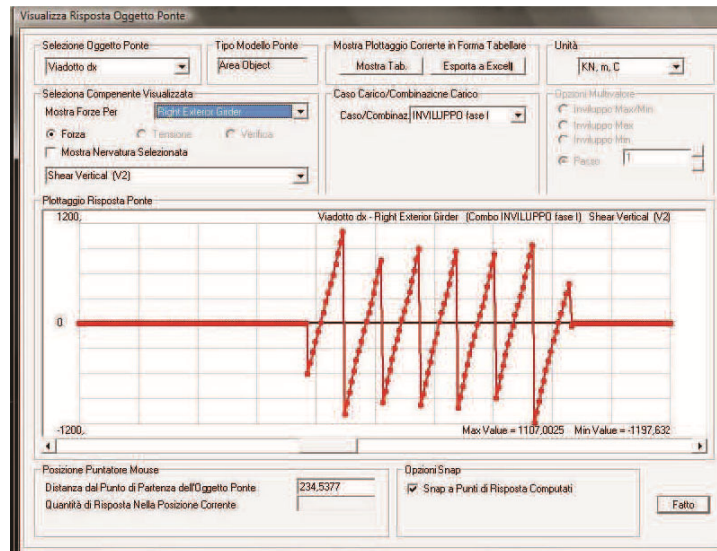 Visualizza Risposta Oggetto Ponte
Selezione Oggetto Ponte
Viadotto dx
Tipo Modello Ponte
Area Object
Mostra Plottaggio Corrente in Forma Tabellare
Mostra Tab.
Esporta a Excell
Unità
KN, m, C
Seleziona Compenente Visualizzata
Mostra Forze Per
Right Exterior Girder
Forza
Tensione
Verifica
Mostra Nervatura Selezionata
Shear Vertical (V2)
Caso Carico/Combinazione Carico
Caso/Combinaz.
INVILUPPO fase I
Opzioni Multivalore
Inviluppo Max/Min
Inviluppo Max
Inviluppo Min
Passo
1
Plottaggio Risposta Ponte
1200,
Viadotto dx - Right Exterior Girder (Combo INVILUPPO fase I) Shear Vertical (V2)
0
-1200,
Max Value = 1107,0025 Min Value = -1197,632
Posizione Puntatore Mouse
Distanza dal Punto di Partenza dell'Oggetto Ponte
234,5377
Quantità di Risposta Nella Posizione Corrente
Opzioni Snap
Snap a Punti di Risposta Computati
Fatto